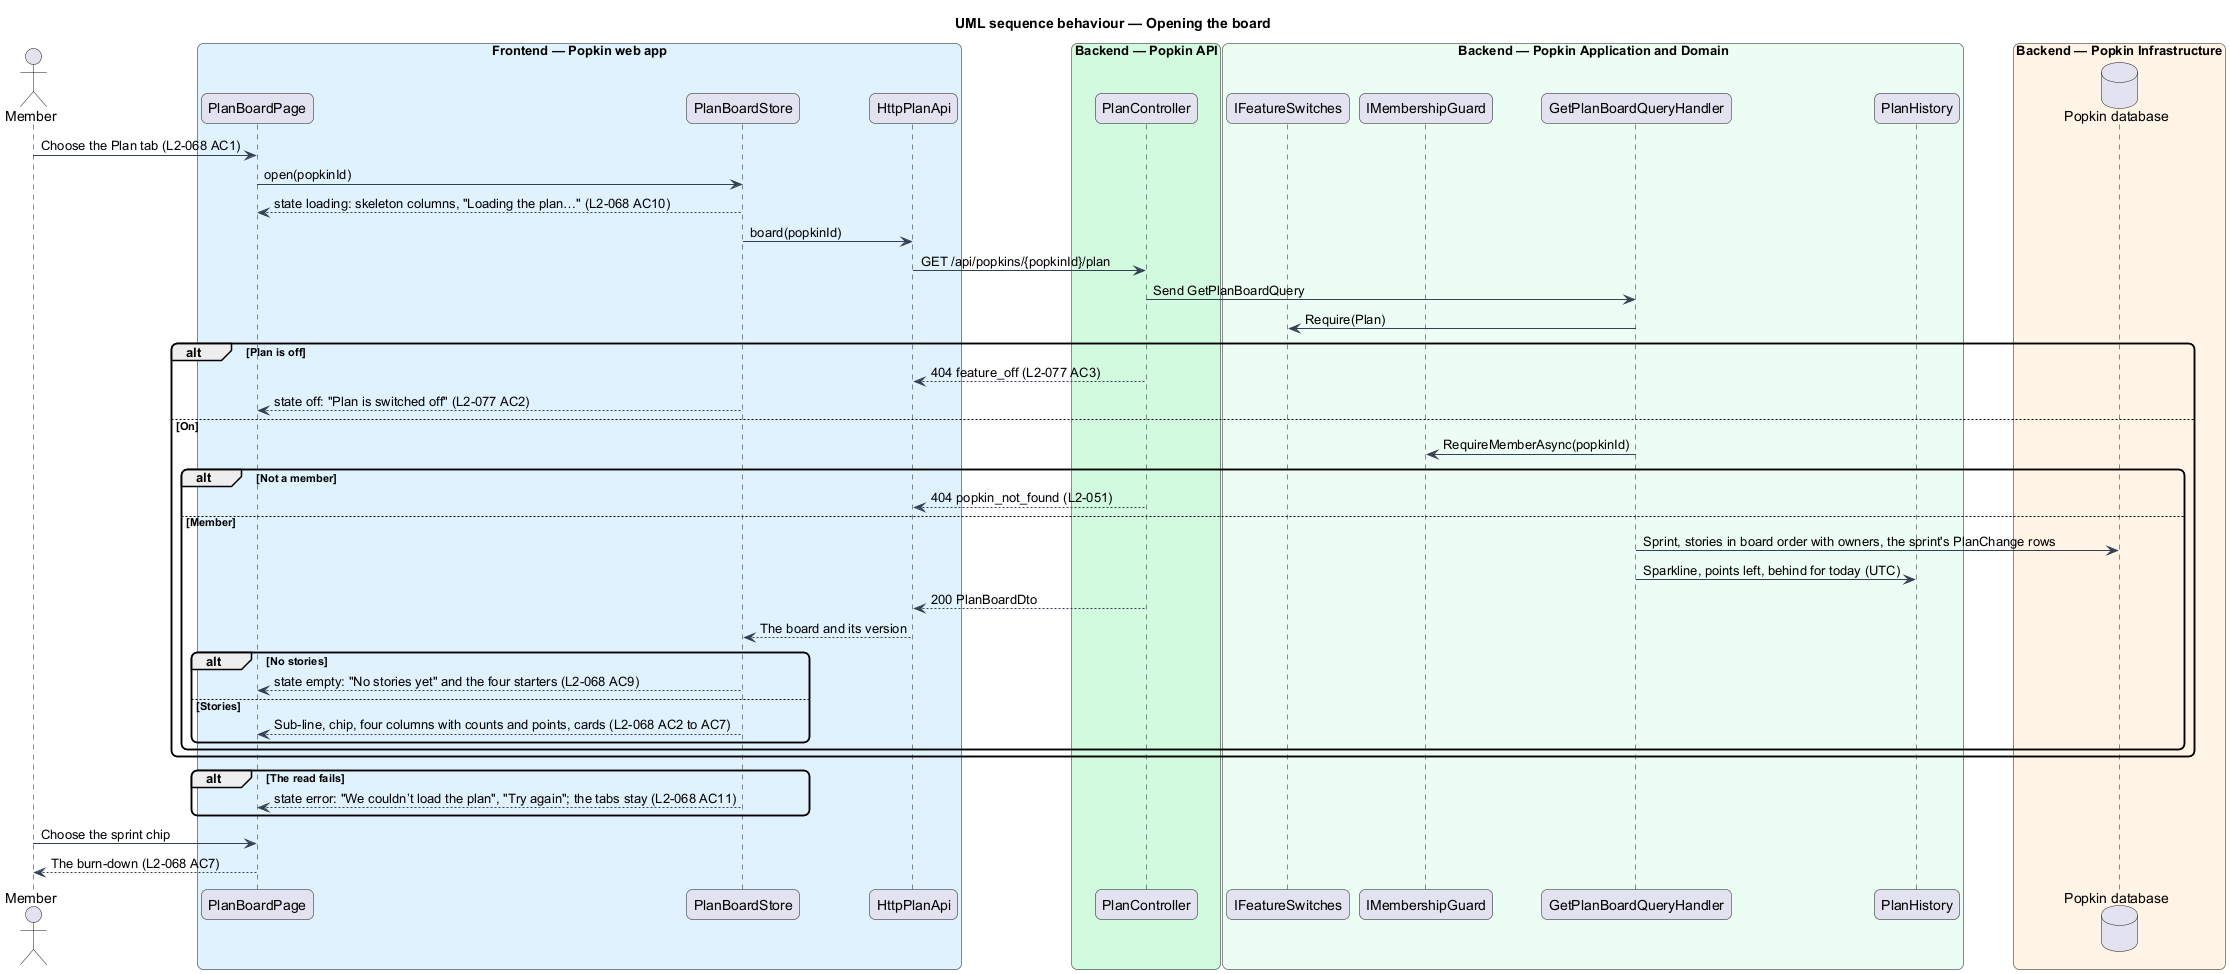 UML sequence behaviour — Opening the board
Frontend — Popkin web app
Backend — Popkin API
Backend — Popkin Application and Domain
Backend — Popkin Infrastructure
Member
PlanBoardPage
PlanBoardStore
HttpPlanApi
PlanController
IFeatureSwitches
IMembershipGuard
GetPlanBoardQueryHandler
PlanHistory
Popkin database
Choose the Plan tab (L2-068 AC1)
open(popkinId)
state loading: skeleton columns, "Loading the plan…" (L2-068 AC10)
board(popkinId)
GET /api/popkins/{popkinId}/plan
Send GetPlanBoardQuery
Require(Plan)
alt [Plan is off]
404 feature_off (L2-077 AC3)
state off: "Plan is switched off" (L2-077 AC2)
[On]
RequireMemberAsync(popkinId)
alt [Not a member]
404 popkin_not_found (L2-051)
[Member]
Sprint, stories in board order with owners, the sprint's PlanChange rows
Sparkline, points left, behind for today (UTC)
200 PlanBoardDto
The board and its version
alt [No stories]
state empty: "No stories yet" and the four starters (L2-068 AC9)
[Stories]
Sub-line, chip, four columns with counts and points, cards (L2-068 AC2 to AC7)
alt [The read fails]
state error: "We couldn’t load the plan", "Try again"; the tabs stay (L2-068 AC11)
Choose the sprint chip
The burn-down (L2-068 AC7)
Member
PlanBoardPage
PlanBoardStore
HttpPlanApi
PlanController
IFeatureSwitches
IMembershipGuard
GetPlanBoardQueryHandler
PlanHistory
Popkin database